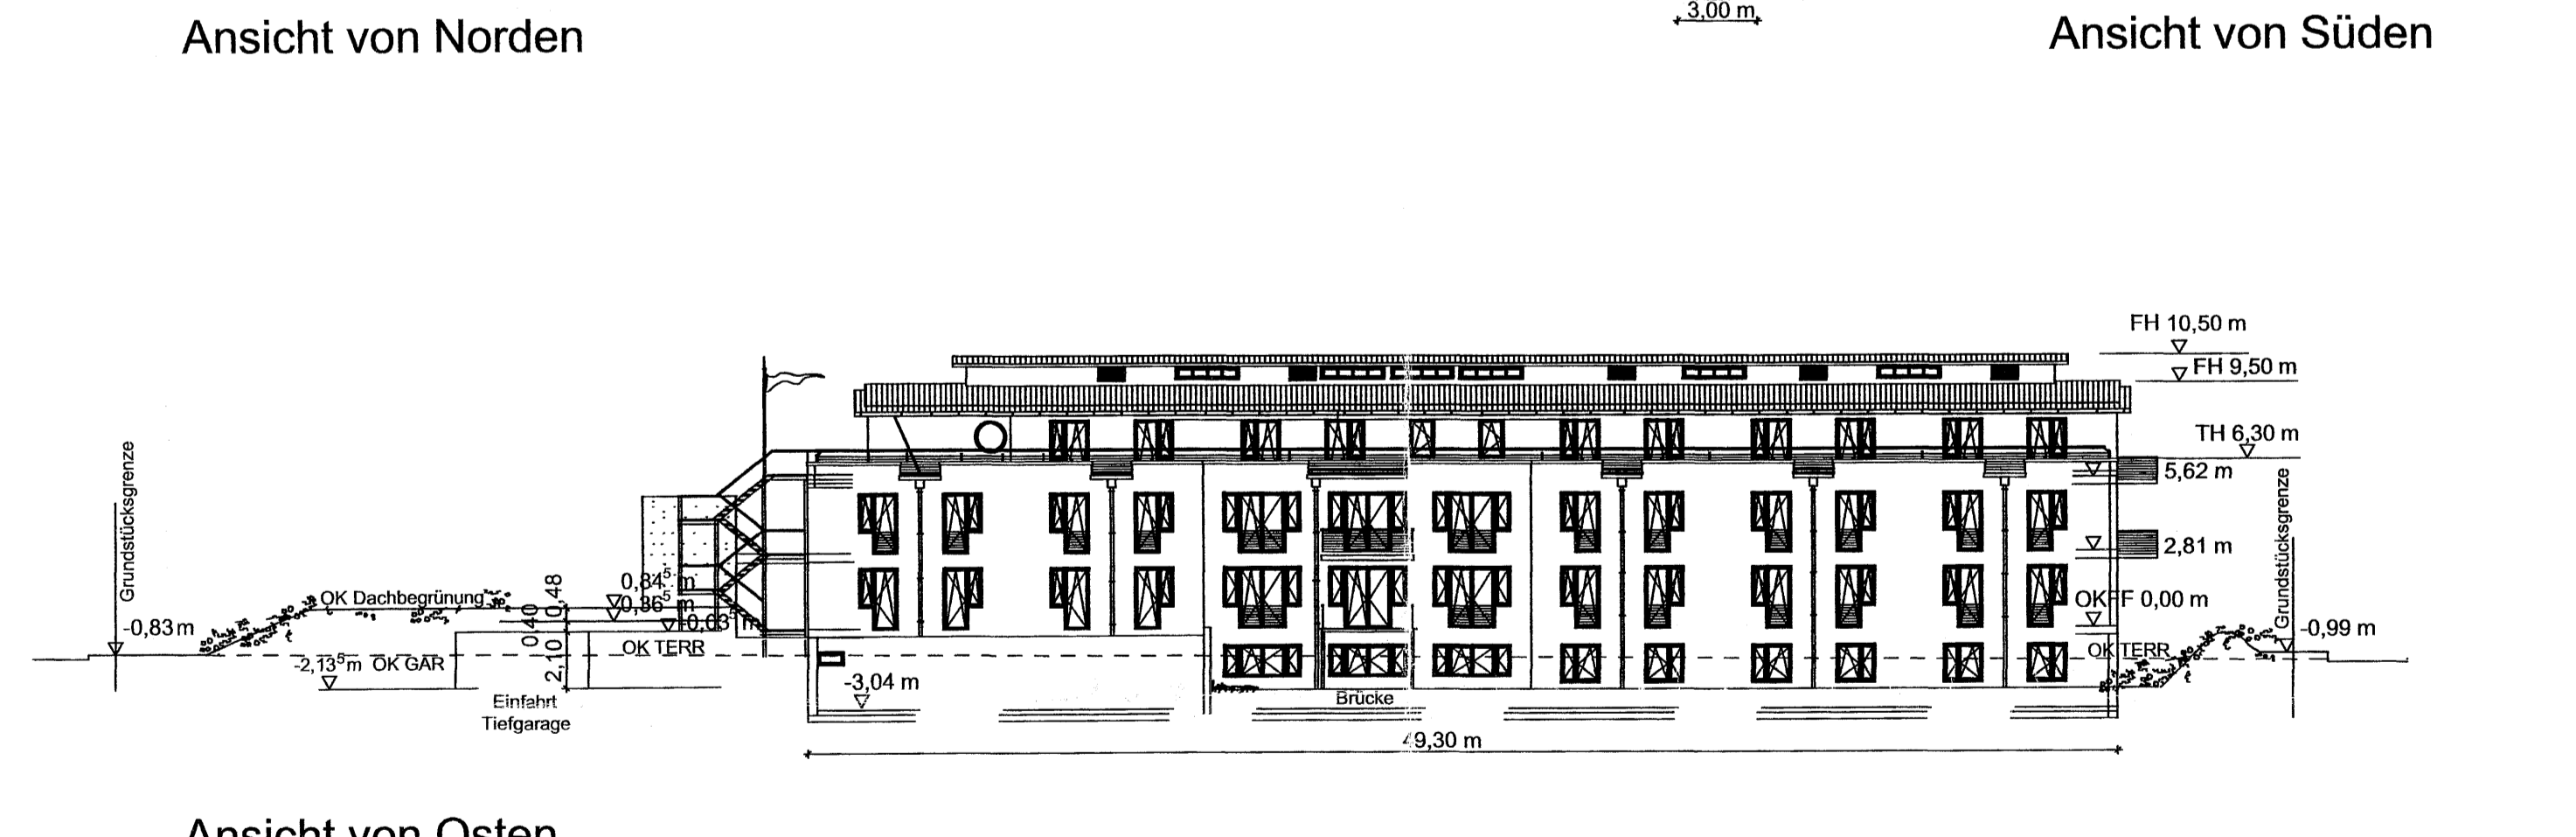 3,00 m
Ansicht von Norden
Ansicht von Süden
FH 10,50 m
FH 9,50 m
TH 6,30 m
5,62 m
2,81 m
OKFF 0,00 m
OK TERR
Grundstücksgrenze
-0,99 m
Grundstücksgrenze
-0,83 m
OK Dachbegrünung
0,48
0,40
2,10
0,84⁵ m
0,36⁵ m
-0,03⁵ m
OK TERR
-2,13⁵m OK GAR
Einfahrt
Tiefgarage
-3,04 m
Brücke
49,30 m
Ansicht von Osten